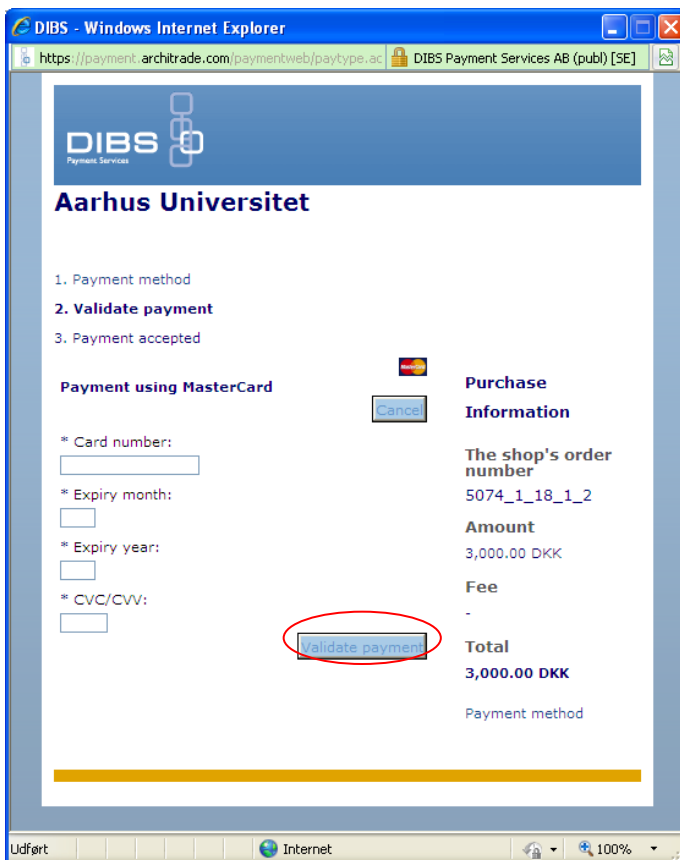 DIBS - Windows Internet Explorer
https://payment.architrade.com/paymentweb/paytype.ac
DIBS Payment Services AB (publ) [SE]
DIBS
Payment Services
Aarhus Universitet
1. Payment method
2. Validate payment
3. Payment accepted
MasterCard
Payment using MasterCard
Cancel
* Card number:
* Expiry month:
* Expiry year:
* CVC/CVV:
Validate payment
Purchase
Information
The shop's order
number
5074_1_18_1_2
Amount
3,000.00 DKK
Fee
-
Total
3,000.00 DKK
Payment method
Udført
Internet
100%